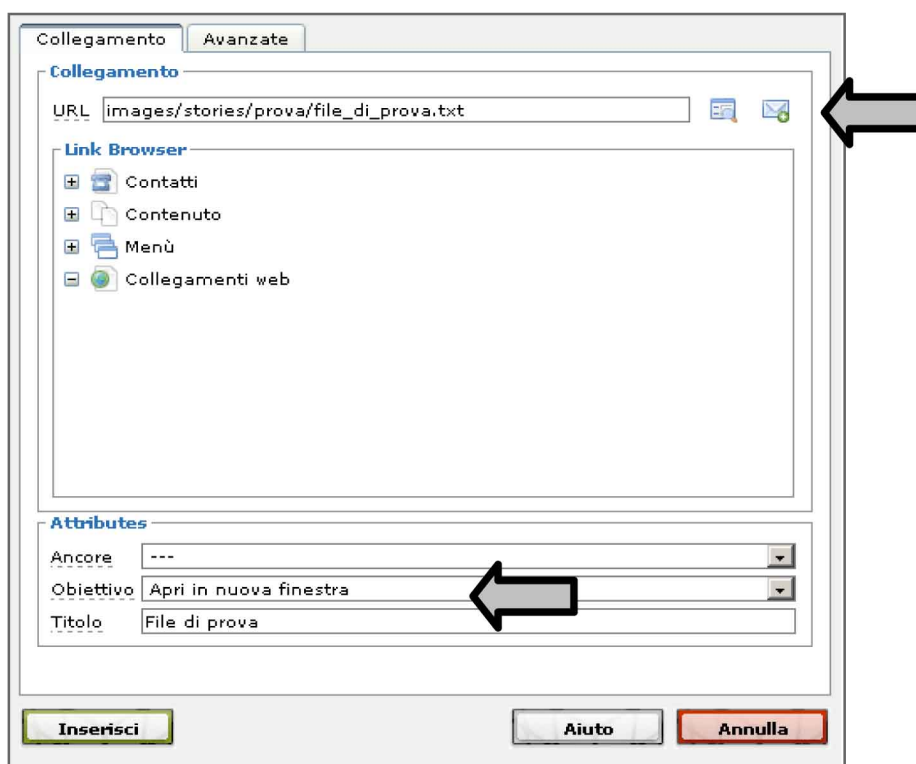 Collegamento Avanzate
Collegamento
URL images/stories/prova/file_di_prova.txt
Link Browser
Contatti
Contenuto
Menù
Collegamenti web
Attributes
Ancore ---
Obiettivo Apri in nuova finestra
Titolo File di prova
Inserisci Aiuto Annulla